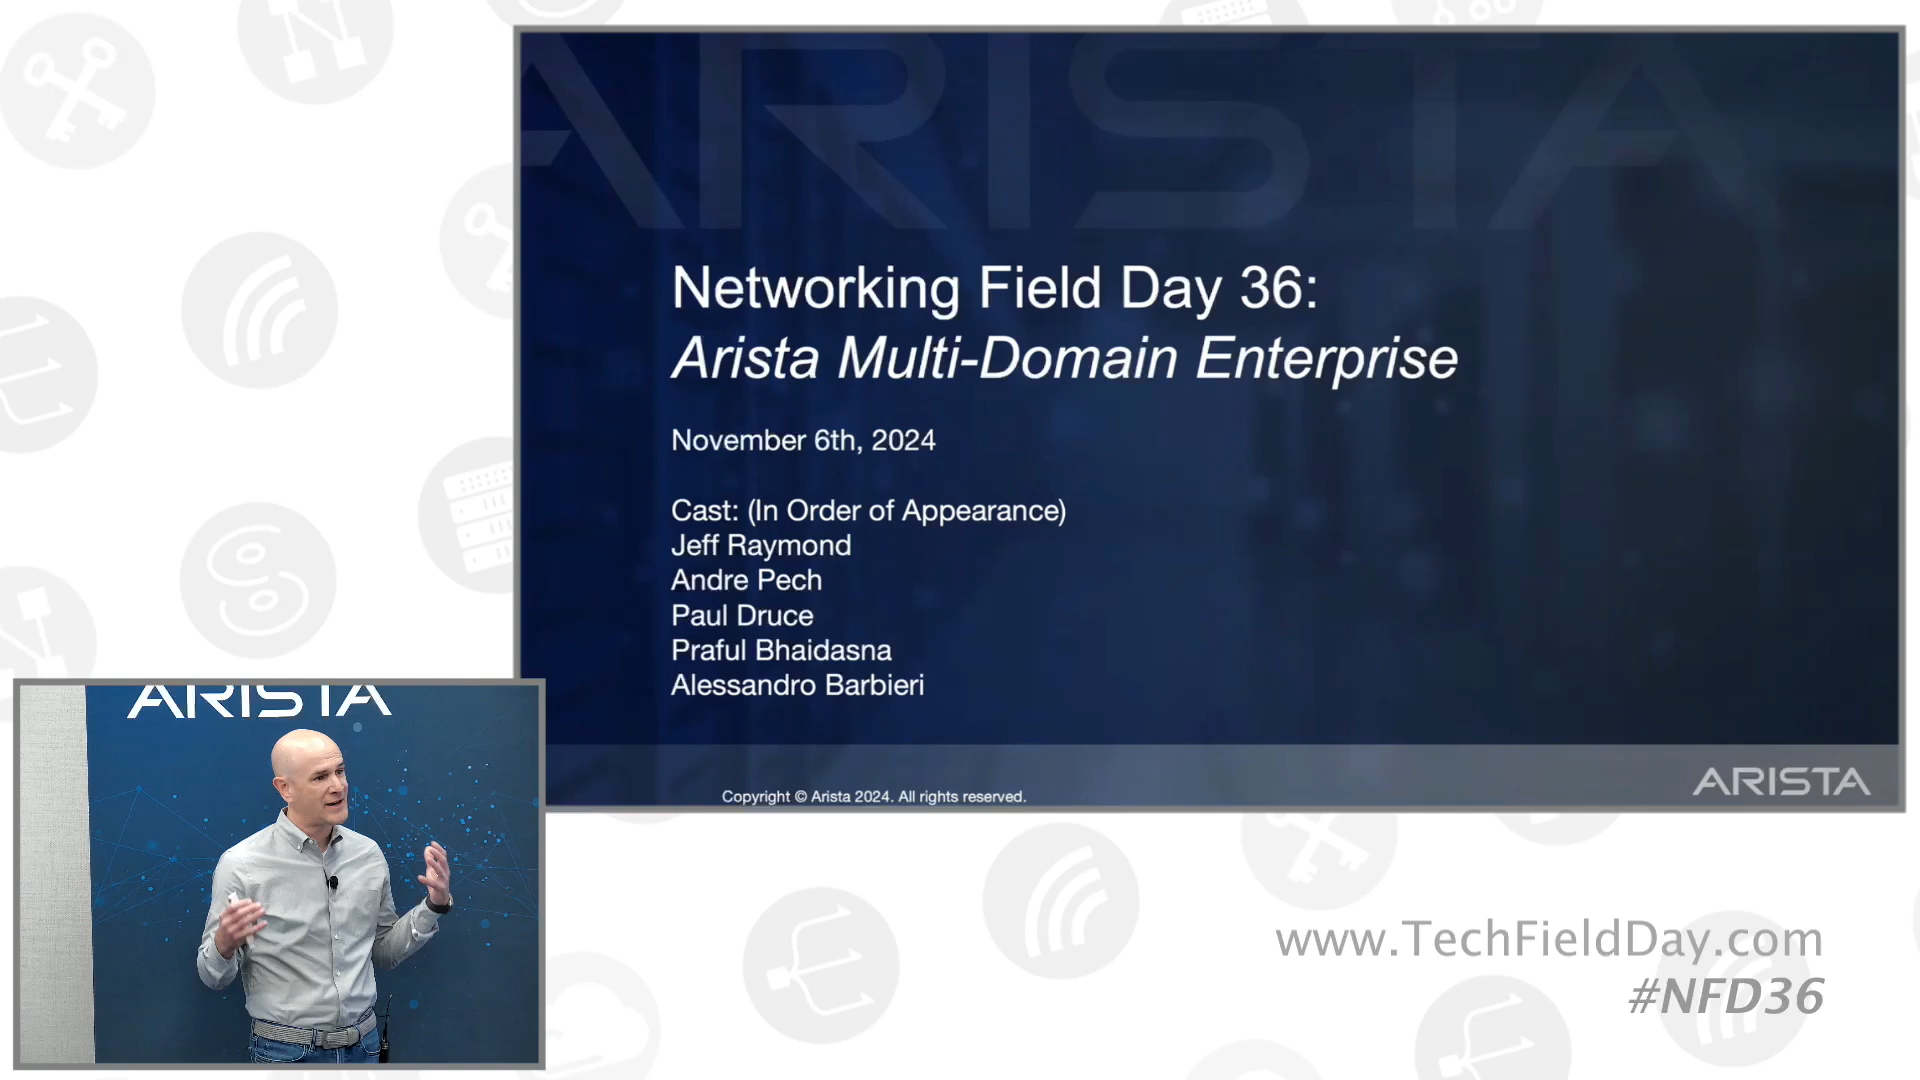 ARISTA
Networking Field Day 36:
Arista Multi-Domain Enterprise
November 6th, 2024
Cast: (In Order of Appearance)
Jeff Raymond
Andre Pech
Paul Druce
Praful Bhaidasna
Alessandro Barbieri
Copyright © Arista 2024. All rights reserved.
ARISTA
ARISTA
www.TechFieldDay.com
#NFD36